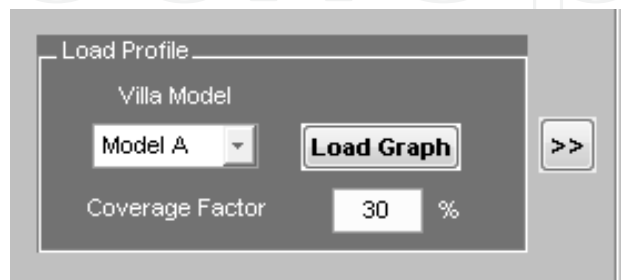 Load Profile
Villa Model
Model A Load Graph >>
Coverage Factor 30 %